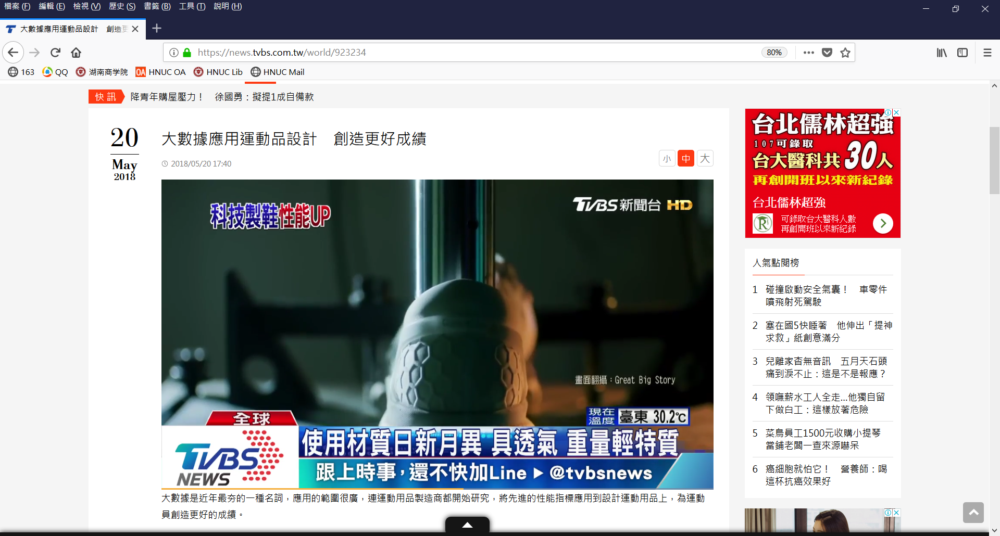 檔案 (F) 編輯 (E) 檢視 (V) 歷史 (S) 書籤 (B) 工具 (T) 說明 (H)
大數據應用運動品設計　創造更
https://news.tvbs.com.tw/world/923234
80%
163 QQ 湖南商学院 OA HNUC OA HNUC Lib HNUC Mail
快訊 降青年購屋壓力！　徐國勇：擬提1成自備款
20
May
2018
大數據應用運動品設計　創造更好成績
2018/05/20 17:40
小 中 大
科技製鞋性能UP
TVBS新聞台 HD
畫面翻攝：Great Big Story
現在溫度 臺東 30.2℃
全球
TVBS
NEWS
使用材質日新月異 具透氣 重量輕特質
跟上時事，還不快加Line ▶ @tvbsnews
大數據是近年最夯的一種名詞，應用的範圍很廣，連運動用品製造商都開始研究，將先進的性能指標應用到設計運動用品上，為運動
員創造更好的成績。
台北儒林超強
107可錄取
台大醫科共30人
再創開班以來新紀錄
台北儒林超強
R
可錄取台大醫科人數
再創開班以來新紀錄
人氣點閱榜
1 碰撞啟動安全氣囊！　車零件
噴飛射死駕駛
2 塞在國5快睡著　他伸出「提神
求救」紙創意滿分
3 兒離家杳無音訊　五月天石頭
痛到淚不止：這是不是報應？
4 領嘸薪水工人全走...他獨自留
下做白工：這樣放著危險
5 菜鳥員工1500元收購小提琴
當鋪老闆一查來源嚇呆
6 癌細胞就怕它！　營養師：喝
這杯抗癌效果好